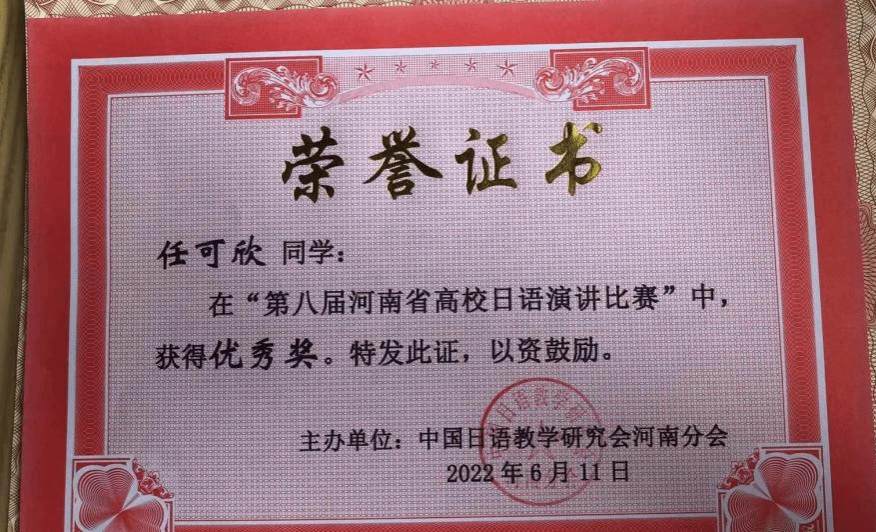 荣誉证书
任可欣 同学：
在“第八届河南省高校日语演讲比赛”中，
获得优秀奖。特发此证，以资鼓励。
主办单位：中国日语教学研究会河南分会
2022年6月11日